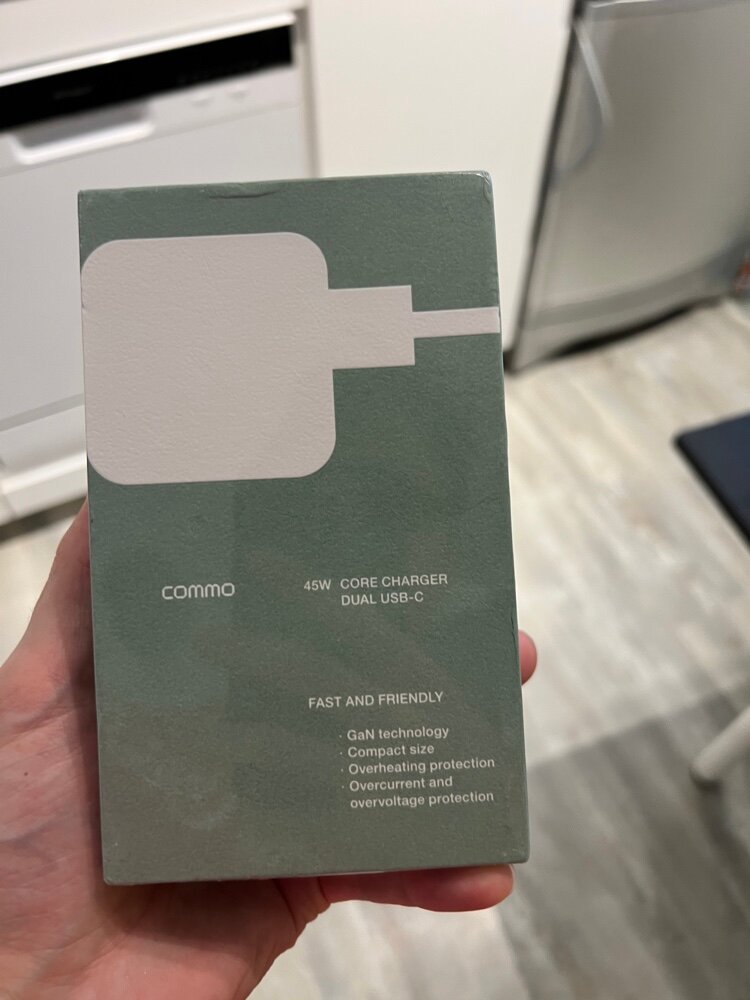 commo
45W CORE CHARGER
DUAL USB-C
FAST AND FRIENDLY
· GaN technology
· Compact size
· Overheating protection
· Overcurrent and
overvoltage protection